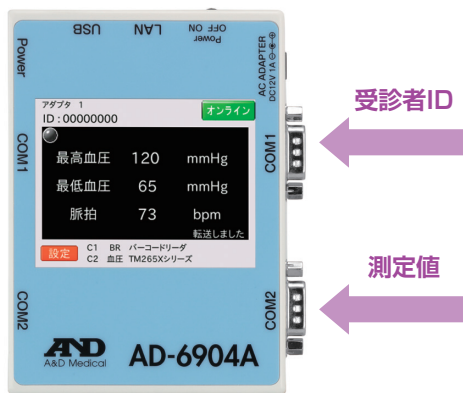 USB
LAN
Power
OFF ON
Power
AC ADAPTER
DC12V 1A
アダプタ 1
ID : 00000000
オンライン
受診者ID
COM1
COM1
最高血圧 120 mmHg
最低血圧 65 mmHg
脈拍 73 bpm
転送しました
設定
C1 BR バーコードリーダ
C2 血圧 TM265Xシリーズ
測定値
COM2
COM2
AND
A&D Medical
AD-6904A